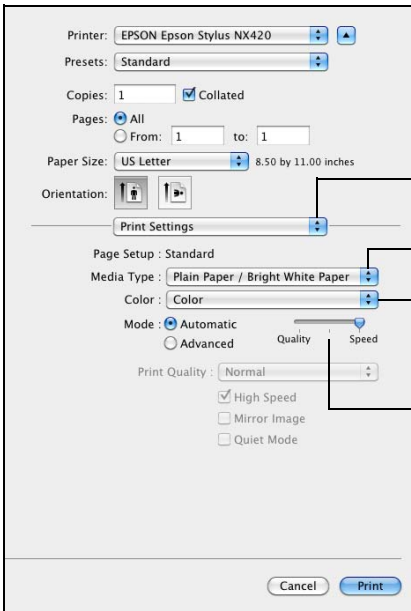 Printer: EPSON Epson Stylus NX420
Presets: Standard
Copies: 1 Collated
Pages: All
From: 1 to: 1
Paper Size: US Letter 8.50 by 11.00 inches
Orientation:
Print Settings
Page Setup : Standard
Media Type : Plain Paper / Bright White Paper
Color : Color
Mode : Automatic
Advanced
Quality Speed
Print Quality : Normal
High Speed
Mirror Image
Quiet Mode
Cancel Print